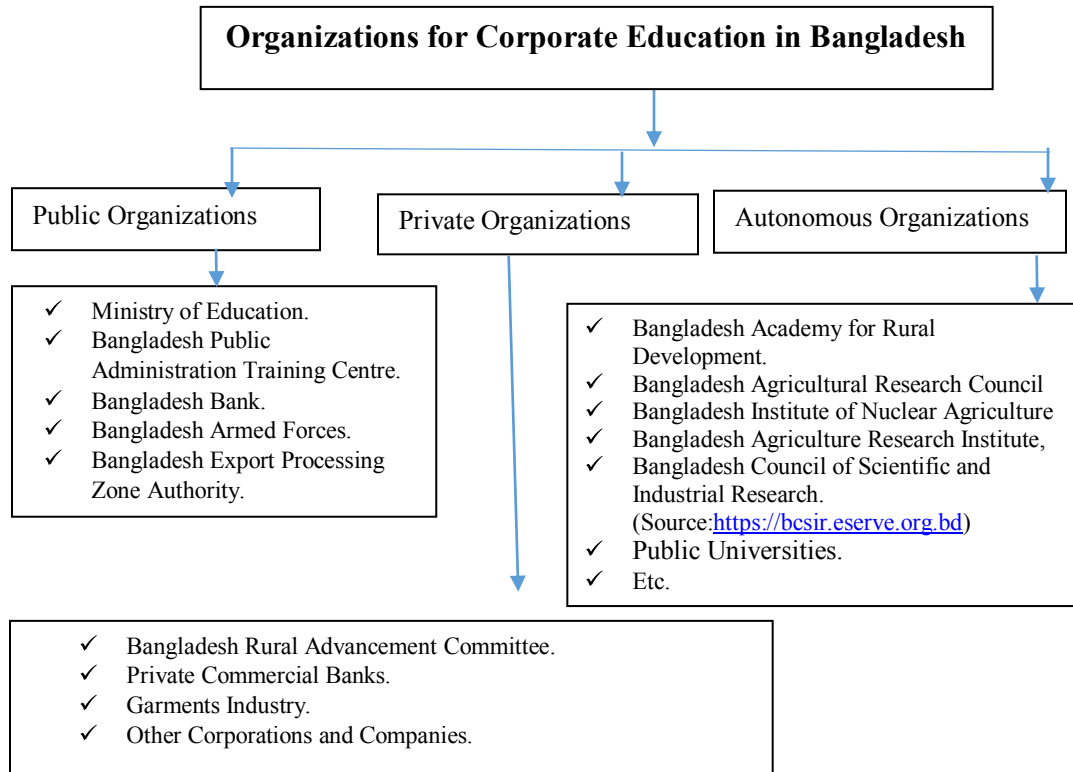 Organizations for Corporate Education in Bangladesh
Public Organizations
Private Organizations
Autonomous Organizations
✓ Ministry of Education.
✓ Bangladesh Public
Administration Training Centre.
✓ Bangladesh Bank.
✓ Bangladesh Armed Forces.
✓ Bangladesh Export Processing
Zone Authority.
✓ Bangladesh Academy for Rural
Development.
✓ Bangladesh Agricultural Research Council
✓ Bangladesh Institute of Nuclear Agriculture
✓ Bangladesh Agriculture Research Institute,
✓ Bangladesh Council of Scientific and
Industrial Research.
(Source:https://bcsir.eserve.org.bd)
✓ Public Universities.
✓ Etc.
✓ Bangladesh Rural Advancement Committee.
✓ Private Commercial Banks.
✓ Garments Industry.
✓ Other Corporations and Companies.